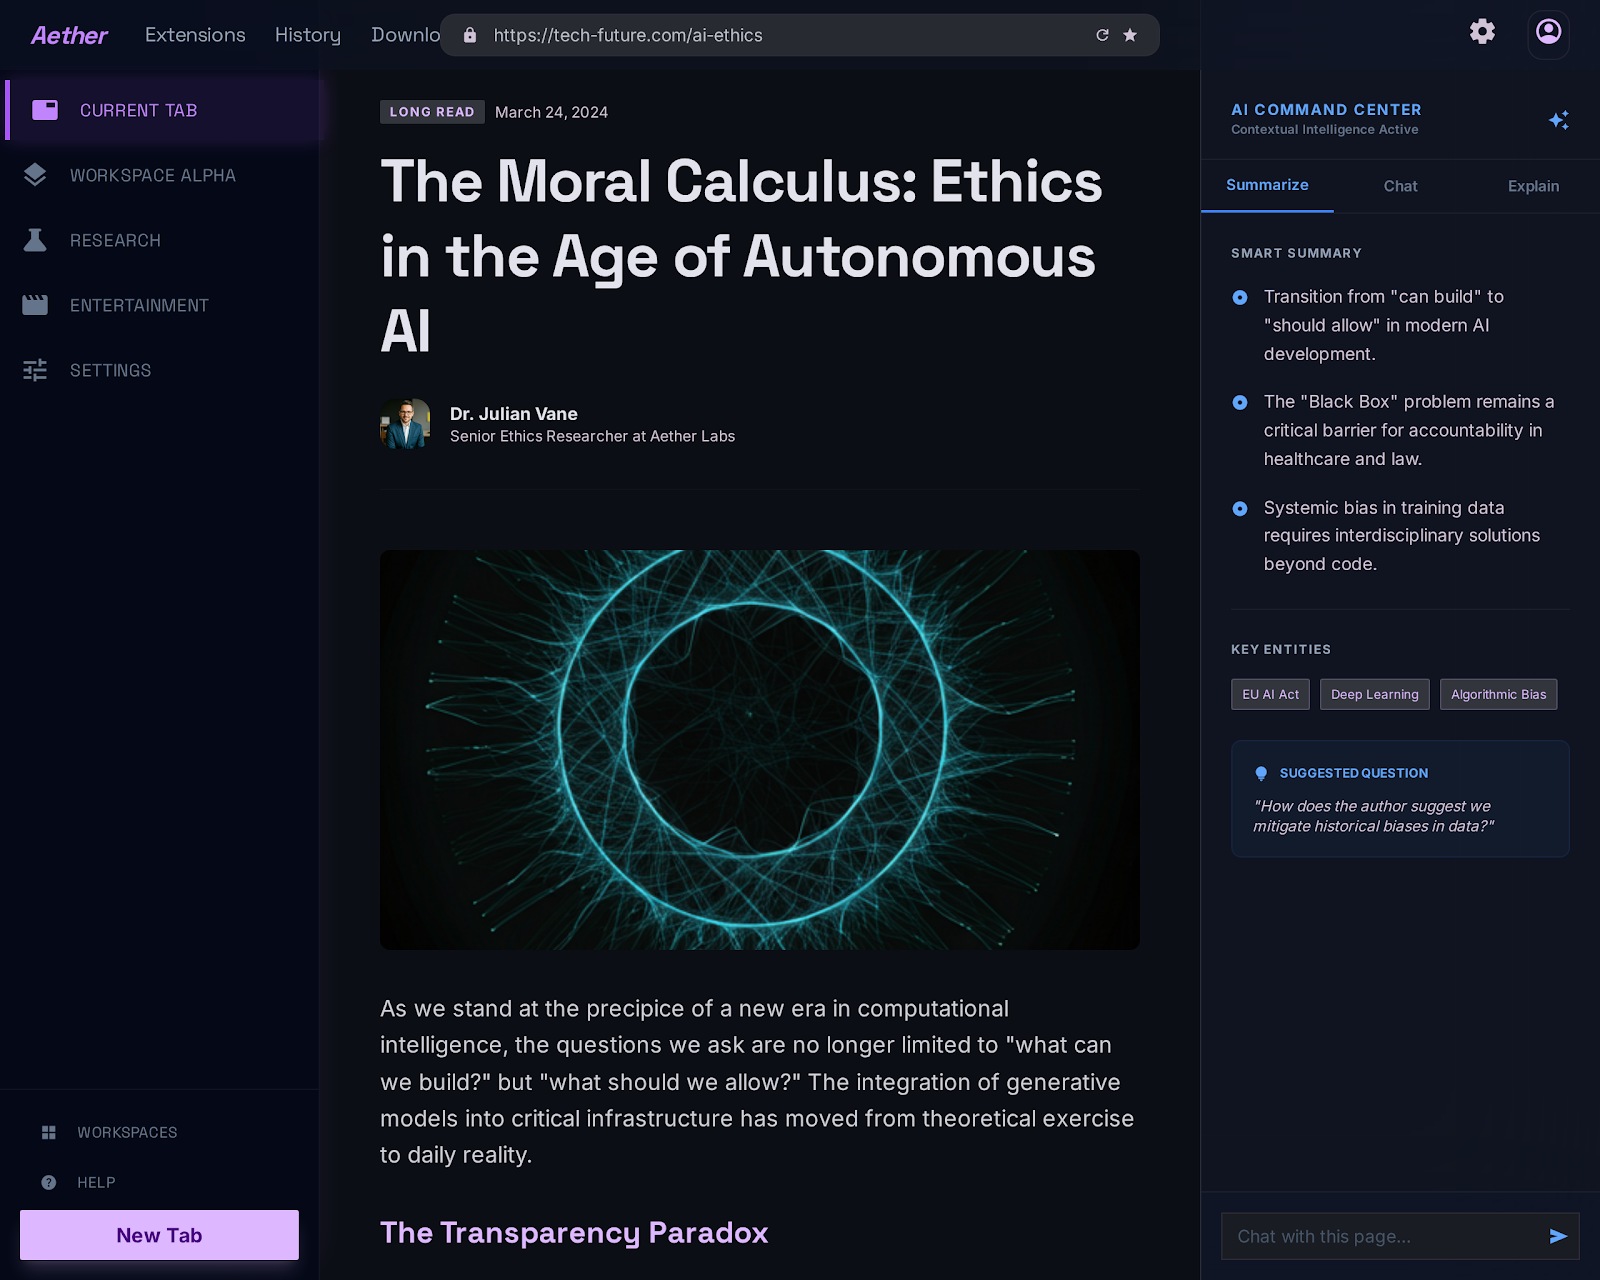 Aether
Extensions
History
Downlo
https://tech-future.com/ai-ethics
CURRENT TAB
WORKSPACE ALPHA
RESEARCH
ENTERTAINMENT
SETTINGS
WORKSPACES
HELP
New Tab
LONG READ
March 24, 2024
The Moral Calculus: Ethics
in the Age of Autonomous
AI
Dr. Julian Vane
Senior Ethics Researcher at Aether Labs
As we stand at the precipice of a new era in computational
intelligence, the questions we ask are no longer limited to "what can
we build?" but "what should we allow?" The integration of generative
models into critical infrastructure has moved from theoretical exercise
to daily reality.
The Transparency Paradox
AI COMMAND CENTER
Contextual Intelligence Active
Summarize
Chat
Explain
SMART SUMMARY
Transition from "can build" to
"should allow" in modern AI
development.
The "Black Box" problem remains a
critical barrier for accountability in
healthcare and law.
Systemic bias in training data
requires interdisciplinary solutions
beyond code.
KEY ENTITIES
EU AI Act
Deep Learning
Algorithmic Bias
SUGGESTED QUESTION
"How does the author suggest we
mitigate historical biases in data?"
Chat with this page...